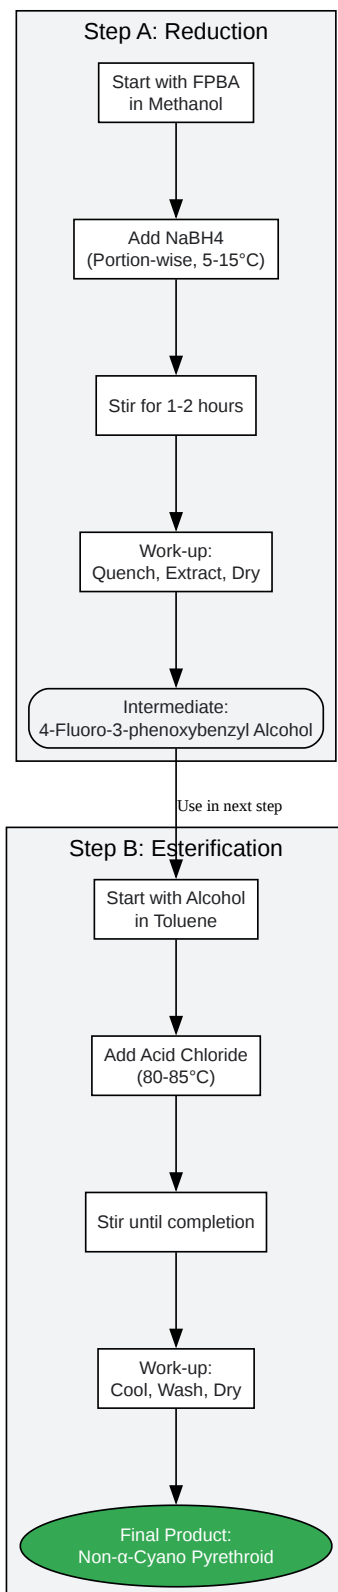 Step A: Reduction
Start with FPBA
in Methanol
Add NaBH4
(Portion-wise, 5-15°C)
Stir for 1-2 hours
Work-up:
Quench, Extract, Dry
Intermediate:
4-Fluoro-3-phenoxybenzyl Alcohol
Use in next step
Step B: Esterification
Start with Alcohol
in Toluene
Add Acid Chloride
(80-85°C)
Stir until completion
Work-up:
Cool, Wash, Dry
Final Product:
Non-α-Cyano Pyrethroid